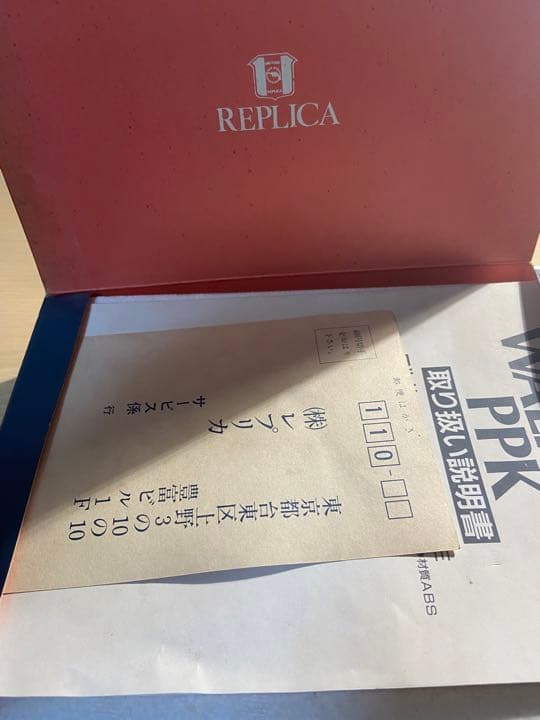 REPLICA
WAL
PPK
取り扱い説明書
材質ABS
郵便はがき
110-
東京都台東区上野3の10の10
豊富ビル1F
㈱レプリカ
サービス係 行